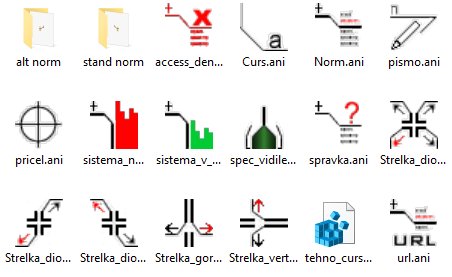 alt norm
stand norm
access_den...
Curs.ani
Norm.ani
pismo.ani
pricel.ani
sistema_n...
sistema_v_...
spec_vidile...
spravka.ani
Strelka_dio...
Strelka_dio...
Strelka_dio...
Strelka_gor...
Strelka_vert...
tehno_curs...
url.ani
a
?
URL